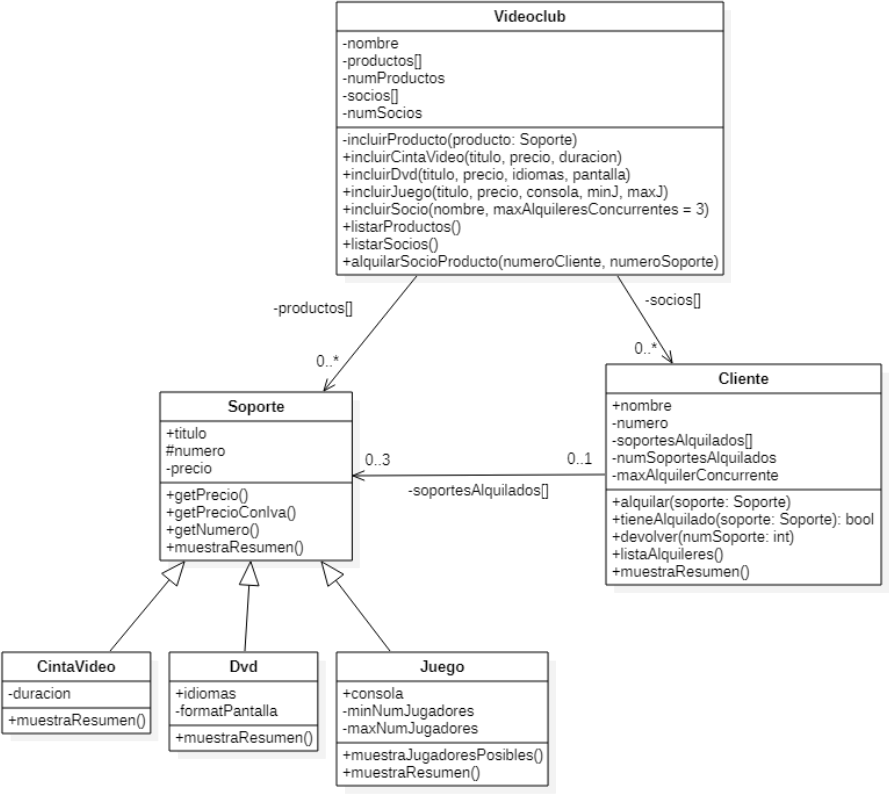 Videoclub
-nombre
-productos[]
-numProductos
-socios[]
-numSocios
-incluirProducto(producto: Soporte)
+incluirCintaVideo(titulo, precio, duracion)
+incluirDvd(titulo, precio, idiomas, pantalla)
+incluirJuego(titulo, precio, consola, minJ, maxJ)
+incluirSocio(nombre, maxAlquileresConcurrentes = 3)
+listarProductos()
+listarSocios()
+alquilarSocioProducto(numeroCliente, numeroSoporte)
-productos[]
0..*
-socios[]
0..*
Soporte
+titulo
#numero
-precio
+getPrecio()
+getPrecioConIva()
+getNumero()
+muestraResumen()
0..3
0..1
-soportesAlquilados[]
Cliente
+nombre
-numero
-soportesAlquilados[]
-numSoportesAlquilados
-maxAlquilerConcurrente
+alquilar(soporte: Soporte)
+tieneAlquilado(soporte: Soporte): bool
+devolver(numSoporte: int)
+listaAlquileres()
+muestraResumen()
CintaVideo
-duracion
+muestraResumen()
Dvd
+idiomas
-formatPantalla
+muestraResumen()
Juego
+consola
-minNumJugadores
-maxNumJugadores
+muestraJugadoresPosibles()
+muestraResumen()